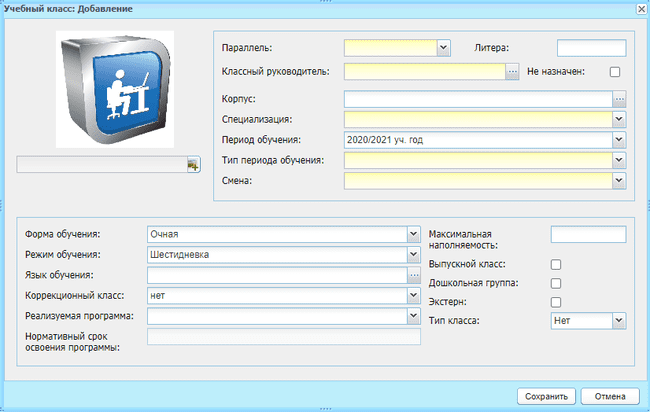 Учебный класс: Добавление
Параллель: Литера:
Классный руководитель: Не назначен:
Корпус:
Специализация:
Период обучения: 2020/2021 уч. год
Тип периода обучения:
Смена:
Форма обучения: Очная
Режим обучения: Шестидневка
Язык обучения:
Коррекционный класс: нет
Реализуемая программа:
Нормативный срок
освоения программы:
Максимальная
наполняемость:
Выпускной класс:
Дошкольная группа:
Экстерн:
Тип класса: Нет
Сохранить Отмена